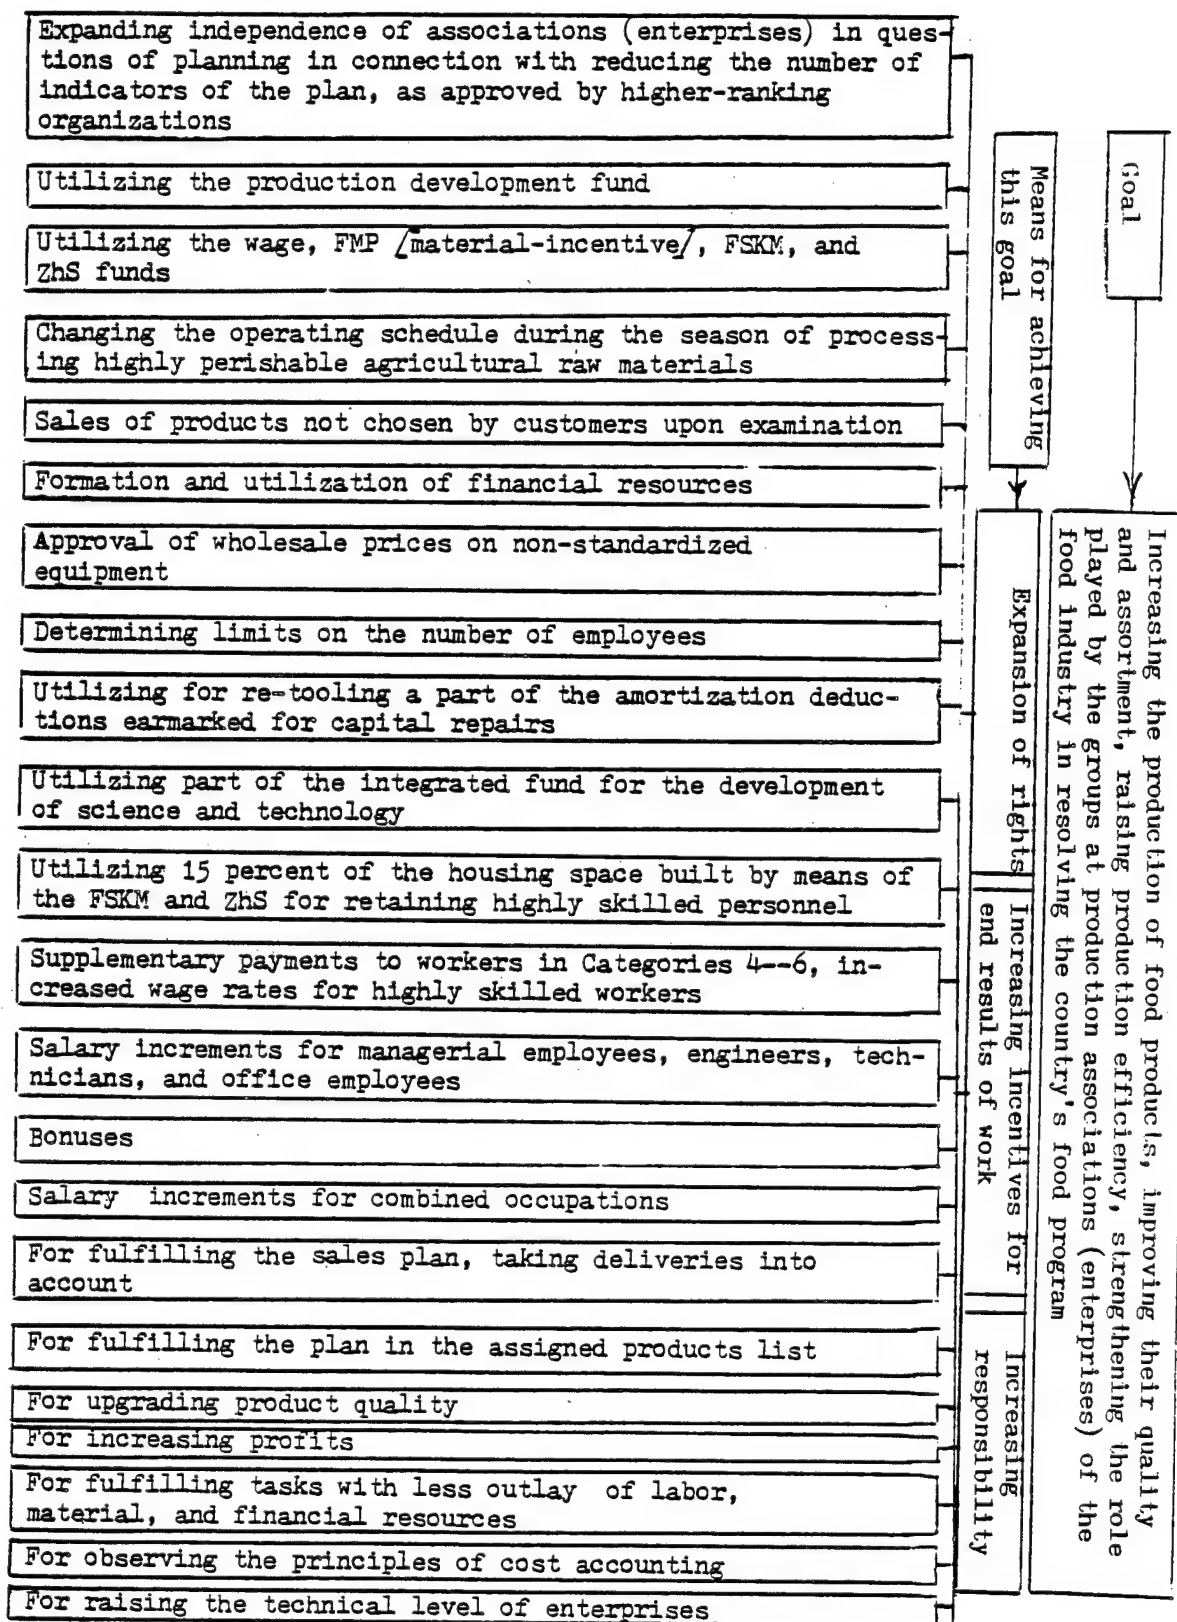 Expanding independence of associations (enterprises) in ques-
tions of planning in connection with reducing the number of
indicators of the plan, as approved by higher-ranking
organizations
Utilizing the production development fund
Utilizing the wage, FMP [material-incentive], FSKM, and
ZhS funds
Changing the operating schedule during the season of process-
ing highly perishable agricultural raw materials
Sales of products not chosen by customers upon examination
Formation and utilization of financial resources
Approval of wholesale prices on non-standardized
equipment
Determining limits on the number of employees
Utilizing for re-tooling a part of the amortization deduc-
tions earmarked for capital repairs
Utilizing part of the integrated fund for the development
of science and technology
Utilizing 15 percent of the housing space built by means of
the FSKM and ZhS for retaining highly skilled personnel
Supplementary payments to workers in Categories 4--6, in-
creased wage rates for highly skilled workers
Salary increments for managerial employees, engineers, tech-
nicians, and office employees
Bonuses
Salary increments for combined occupations
For fulfilling the sales plan, taking deliveries into
account
For fulfilling the plan in the assigned products list
For upgrading product quality
For increasing profits
For fulfilling tasks with less outlay of labor,
material, and financial resources
For observing the principles of cost accounting
For raising the technical level of enterprises
Means for achieving
this goal
Expansion of rights
Increasing incentives for
end results of work
Increasing
responsibility
Goal
Increasing the production of food products, improving their quality
and assortment, raising production efficiency, strengthening the role
played by the groups at production associations (enterprises) of the
food industry in resolving the country's food program